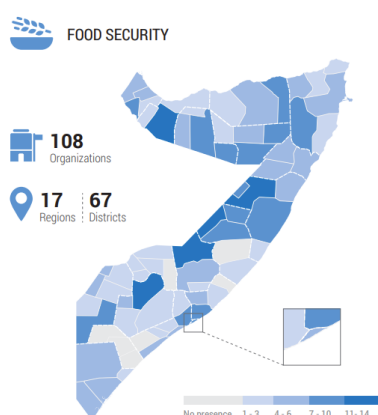 FOOD SECURITY
108
Organizations
17 67
Regions Districts
No presence 1 - 3 4 - 6 7 - 10 11- 14